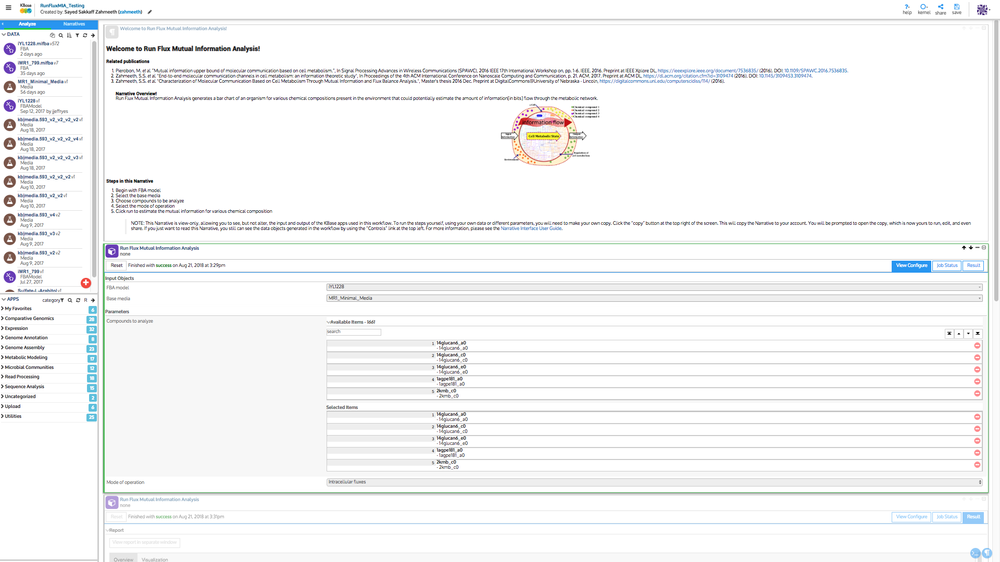 KBase
RunFluxMIA_Testing
Created by: Sayed Sakkaff Zahmeeth (zahmeeth)
help
kernel
share
save
Analyze
Narratives
DATA
iYL1228.mifba v572
FBA
2 days ago
iMR1_799.mifba v7
FBA
35 days ago
MR1_Minimal_Media v1
Media
56 days ago
iYL1228 v1
FBAModel
Sep 12, 2017 by jjeffryes
kb|media.593_v2_v2_v2_v2 v1
Media
Aug 18, 2017
kb|media.593_v2_v2_v2_v4 v1
Media
Aug 18, 2017
kb|media.593_v2_v2_v2_v3 v1
Media
Aug 18, 2017
kb|media.593_v2_v2_v2 v1
Media
Aug 10, 2017
kb|media.593_v2_v2 v1
Media
Aug 10, 2017
kb|media.593_v4 v2
Media
Aug 9, 2017
kb|media.593_v3 v2
Media
Aug 9, 2017
kb|media.593_v2 v2
Media
Aug 9, 2017
iMR1_799 v1
FBAModel
Jul 27, 2017
Sulfate-L-Arabitol v1
APPS
category
R
My Favorites 6
Comparative Genomics 28
Expression 32
Genome Annotation 8
Genome Assembly 23
Metabolic Modeling 17
Microbial Communities 12
Read Processing 18
Sequence Analysis 15
Uncategorized 2
Upload 6
Utilities 25
Welcome to Run Flux Mutual Information Analysis!
Welcome to Run Flux Mutual Information Analysis!
Related publications
1. Pierobon, M. et al. "Mutual information upper bound of molecular communication based on cell metabolism.", In Signal Processing Advances in Wireless Communications (SPAWC), 2016 IEEE 17th International Workshop on, pp. 1-6. IEEE, 2016. Preprint at IEEE Xplore DL, https://ieeexplore.ieee.org/document/7536835/ (2016). DOI: 10.1109/SPAWC.2016.7536835.
2. Zahmeeth, S.S. et al. "End-to-end molecular communication channels in cell metabolism: an information theoretic study", In Proceedings of the 4th ACM International Conference on Nanoscale Computing and Communication, p. 21. ACM, 2017. Preprint at ACM DL, https://dl.acm.org/citation.cfm?id=3109474 (2016). DOI: 10.1145/3109453.3109474.
3. Zahmeeth, S.S. et al. "Characterization of Molecular Communication Based on Cell Metabolism Through Mutual Information and Flux Balance Analysis.", Master's thesis 2016 Dec. Preprint at DigitalCommons@University of Nebraska - Lincoln, https://digitalcommons.unl.edu/computerscidiss/114/ (2016).
Narrative Overview!
Run Flux Mutual Information Analysis generates a bar chart of an organism for various chemical compositions present in the environment that could potentially estimate the amount of information[in bits] flow through the metabolic network.
a Cell
Chemical compound 1
Chemical compound 2
Chemical compound 3
Chemical compound 4
information flow
Input Information
Cell Metabolic State
Output Information
Environment
Regulation of cell metabolism
Steps in this Narrative
1. Begin with FBA model
2. Select the base media
3. Choose compounds to be analyze
4. Select the mode of operation
5. Click run to estimate the mutual information for various chemical composition
NOTE: This Narrative is view-only, allowing you to see, but not alter, the input and output of the KBase apps used in this workflow. To run the steps yourself, using your own data or different parameters, you will need to make your own copy. Click the "copy" button at the top right of the screen. This will copy the Narrative to your account. You will be prompted to open the copy, which is now yours to run, edit, and even
share. If you just want to read this Narrative, you still can see the data objects generated in the workflow by using the "Controls" link at the top left. For more information, please see the Narrative Interface User Guide.
Run Flux Mutual Information Analysis
none
Reset
Finished with success on Aug 21, 2018 at 3:29pm
View Configure
Job Status
Result
Input Objects
FBA model
iYL1228
Base media
MR1_Minimal_Media
Parameters
Compounds to analyze
Available Items - 1661
search
1 14glucan6_a0
- 14glucan6_a0
2 14glucan6_c0
- 14glucan6_c0
3 14glucan6_e0
- 14glucan6_e0
4 1agpe181_a0
- 1agpe181_a0
5 2kmb_c0
- 2kmb_c0
Selected Items
1 14glucan6_a0
- 14glucan6_a0
2 14glucan6_c0
- 14glucan6_c0
3 14glucan6_e0
- 14glucan6_e0
4 1agpe181_a0
- 1agpe181_a0
5 2kmb_c0
- 2kmb_c0
Mode of operation
Intracellular fluxes
Run Flux Mutual Information Analysis
none
Reset
Finished with success on Aug 21, 2018 at 3:31pm
View Configure
Job Status
Result
Report
View report in separate window
Overview
Visualization